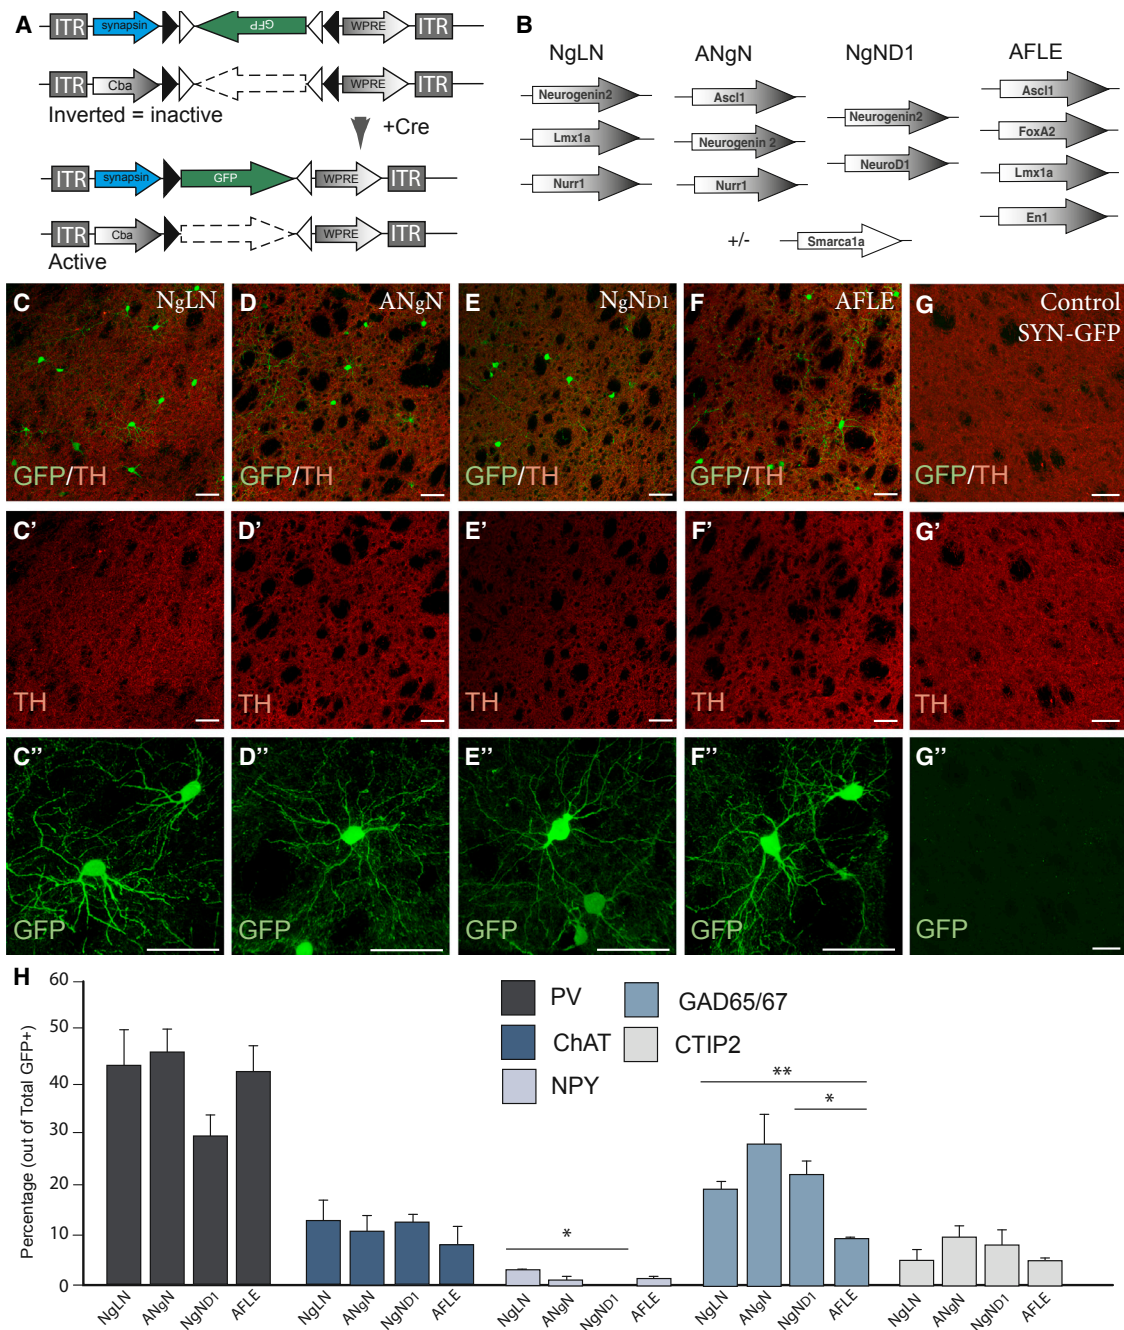 A
ITR synapsin GFP WPRE ITR
ITR Cba WPRE ITR
Inverted = inactive
+Cre
ITR synapsin GFP WPRE ITR
ITR Cba WPRE ITR
Active
B
NgLN ANgN NgND1 AFLE
Neurogenin2
Lmx1a
Nurr1
Ascl1
Neurogenin 2
Nurr1
Neurogenin2
NeuroD1
Ascl1
FoxA2
Lmx1a
En1
+/- Smarca1a
C NgLN
GFP/TH
D ANgN
GFP/TH
E NgND1
GFP/TH
F AFLE
GFP/TH
G Control
SYN-GFP
GFP/TH
C'
TH
D'
TH
E'
TH
F'
TH
G'
TH
C''
GFP
D''
GFP
E''
GFP
F''
GFP
G''
GFP
H
Percentage (out of Total GFP+)
60
50
40
30
20
10
0
PV
ChAT
NPY
GAD65/67
CTIP2
*
**
*
NgLN ANgN NgND1 AFLE
NgLN ANgN NgND1 AFLE
NgLN ANgN NgND1 AFLE
NgLN ANgN NgND1 AFLE
NgLN ANgN NgND1 AFLE